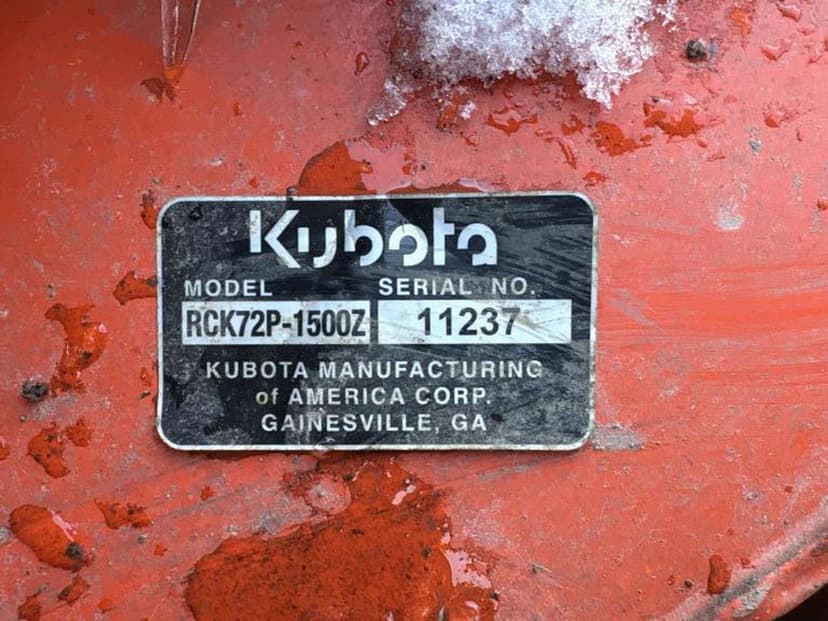 Kubota
MODEL SERIAL NO.
RCK72P-1500Z 11237
KUBOTA MANUFACTURING
of AMERICA CORP.
GAINESVILLE, GA